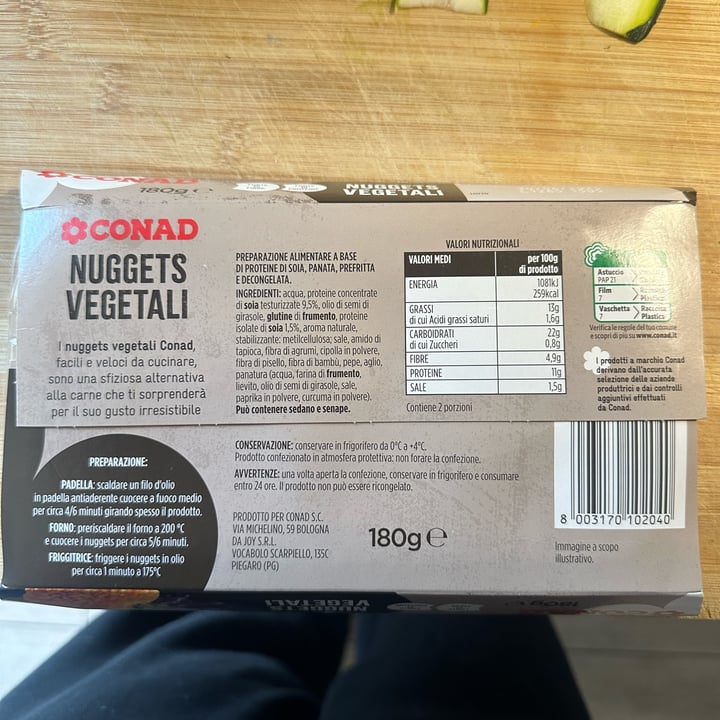 CONAD
180g e
NUGGETS
VEGETALI
CONAD
NUGGETS
VEGETALI
I nuggets vegetali Conad,
facili e veloci da cucinare,
sono una sfiziosa alternativa
alla carne che ti sorprenderà
per il suo gusto irresistibile
PREPARAZIONE ALIMENTARE A BASE
DI PROTEINE DI SOIA, PANATA, PREFRITTA
E DECONGELATA.
INGREDIENTI: acqua, proteine concentrate
di soia testurizzate 9,5%, olio di semi di
girasole, glutine di frumento, proteine
isolate di soia 1,5%, aroma naturale,
stabilizzante: metilcellulosa; sale, amido di
tapioca, fibra di agrumi, cipolla in polvere,
fibra di pisello, fibra di bambù, pepe, aglio,
panatura (acqua, farina di frumento,
lievito, olio di semi di girasole, sale,
paprika in polvere, curcuma in polvere).
Può contenere sedano e senape.
VALORI NUTRIZIONALI
VALORI MEDI per 100g
di prodotto
ENERGIA 1081kJ
259kcal
GRASSI 13g
di cui Acidi grassi saturi 1,6g
CARBOIDRATI 22g
di cui Zuccheri 0,8g
FIBRE 4,9g
PROTEINE 11g
SALE 1,5g
Contiene 2 porzioni
Astuccio
PAP 21
Film
7
Plastica
Vaschetta Raccolta
7 Plastica
Verifica le regole del tuo comune
e scopri di più su www.conad.it
I prodotti a marchio Conad
derivano dall'accurata
selezione delle aziende
produttrici e dai controlli
aggiuntivi effettuati
da Conad.
PREPARAZIONE:
PADELLA: scaldare un filo d'olio
in padella antiaderente cuocere a fuoco medio
per circa 4/6 minuti girando spesso il prodotto.
FORNO: preriscaldare il forno a 200 °C
e cuocere i nuggets per circa 5/6 minuti.
FRIGGITRICE: friggere i nuggets in olio
per circa 1 minuto a 175°C
CONSERVAZIONE: conservare in frigorifero da 0°C a +4°C.
Prodotto confezionato in atmosfera protettiva: non forare la confezione.
AVVERTENZE: una volta aperta la confezione, conservare in frigorifero e consumare
entro 24 ore. Il prodotto non può essere ricongelato.
PRODOTTO PER CONAD S.C.
VIA MICHELINO, 59 BOLOGNA
DA JOY S.R.L.
VOCABOLO SCARPIELLO, 135C
PIEGARO (PG)
180g e
8 003170 102040
Immagine a scopo
illustrativo.
NUGGETS
VEGETALI
180g e